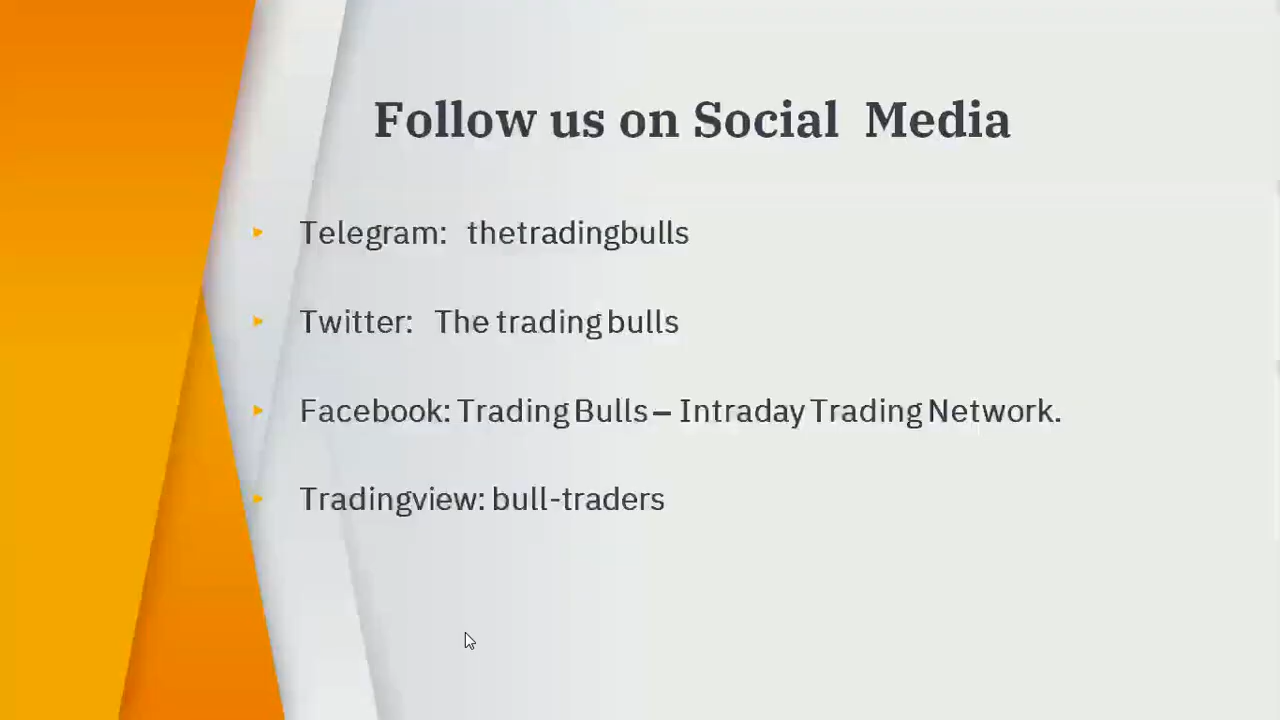 Follow us on Social Media
Telegram: thetradingbulls
Twitter: The trading bulls
Facebook: Trading Bulls – Intraday Trading Network.
Tradingview: bull-traders